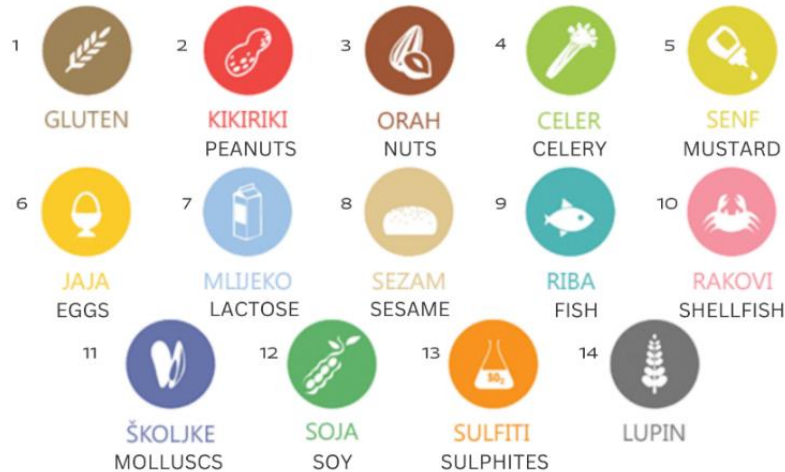 1 2 3 4 5
GLUTEN KIKIRIKI ORAH CELER SENF
PEANUTS NUTS CELERY MUSTARD
6 7 8 9 10
JAJA MLIJEKO SEZAM RIBA RAKOVI
EGGS LACTOSE SESAME FISH SHELLFISH
11 12 13 14
SO₂
ŠKOLJKE SOJA SULFITI LUPIN
MOLLUSCS SOY SULPHITES